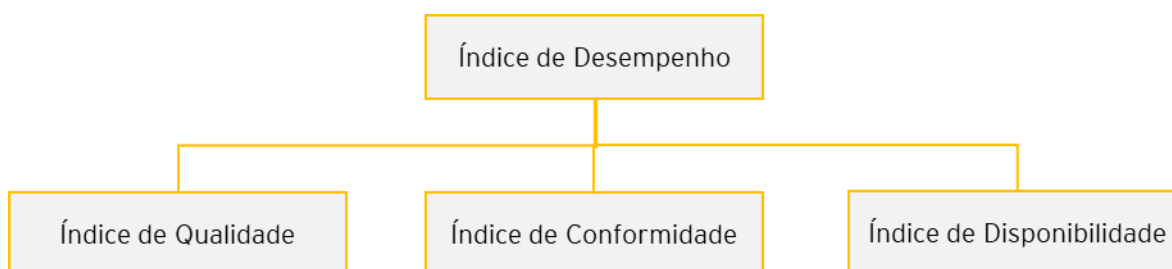 Índice de Desempenho
Índice de Qualidade
Índice de Conformidade
Índice de Disponibilidade